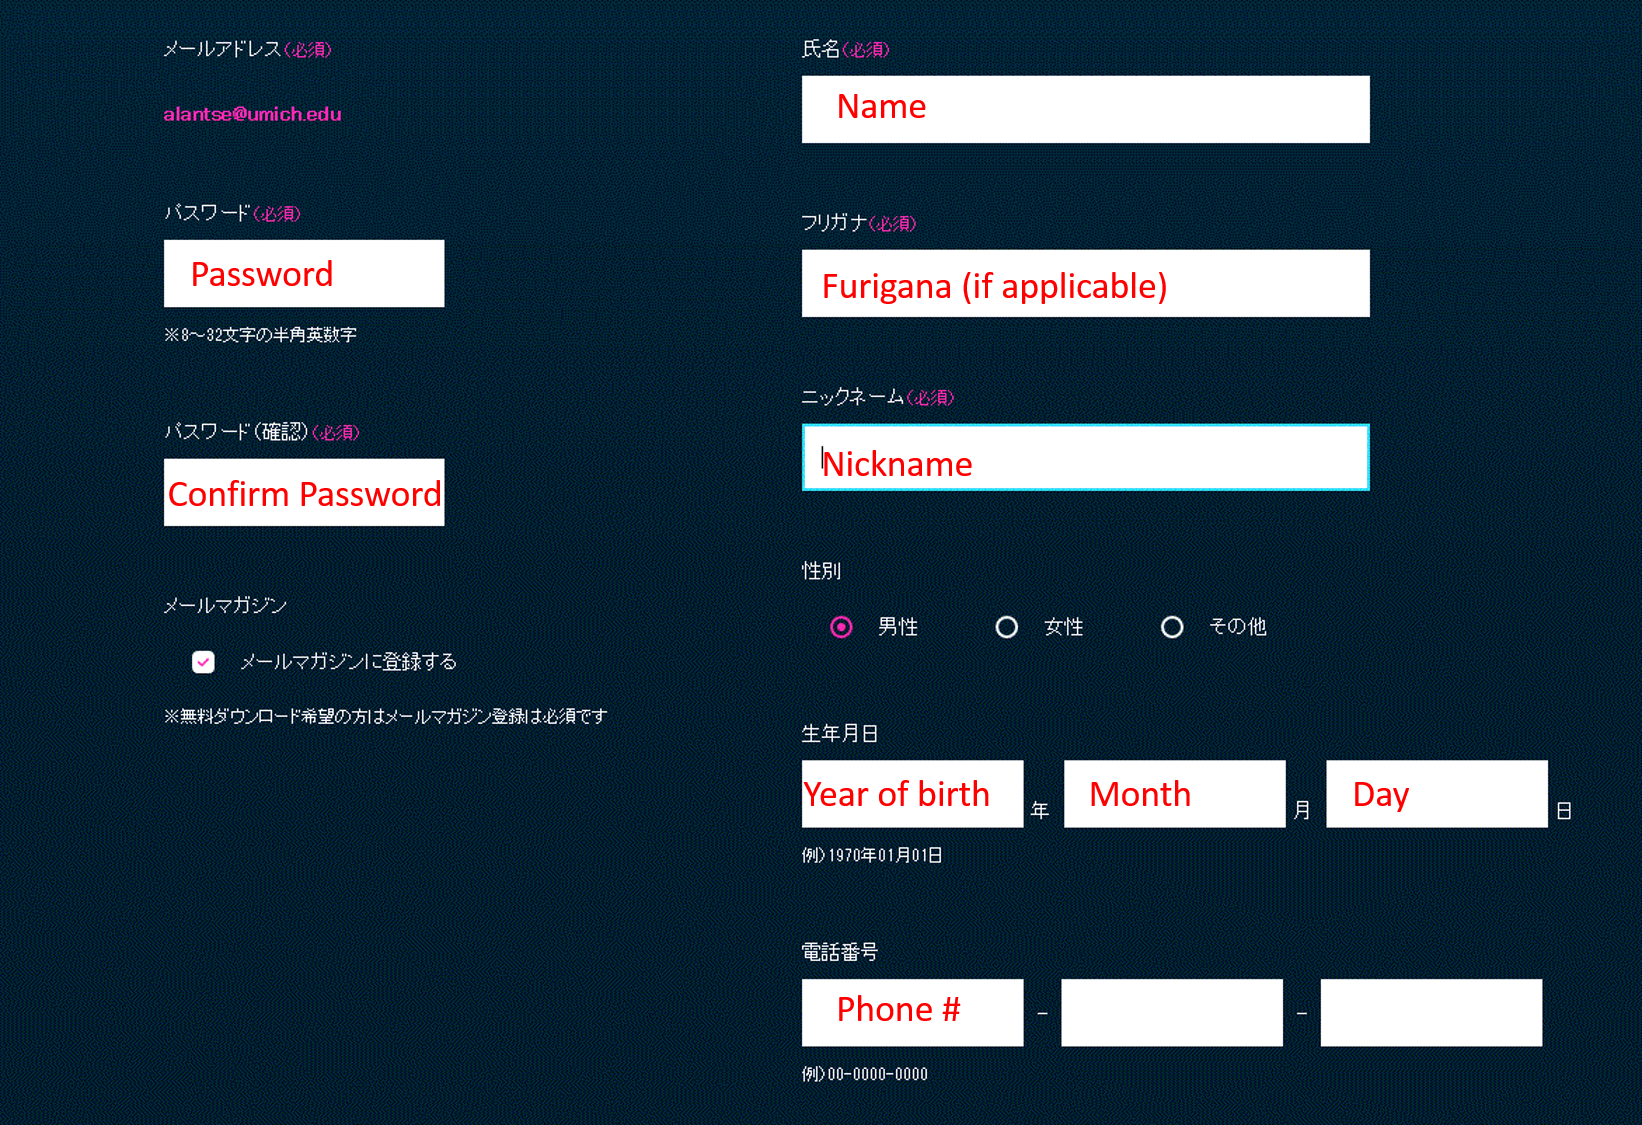 メールアドレス(必須)
alantse@umich.edu
パスワード(必須)
Password
※8~32文字の半角英数字
パスワード(確認)(必須)
Confirm Password
メールマガジン
メールマガジンに登録する
※無料ダウンロード希望の方はメールマガジン登録は必須です
氏名(必須)
Name
フリガナ(必須)
Furigana (if applicable)
ニックネーム(必須)
Nickname
性別
男性 女性 その他
生年月日
Year of birth 年 Month 月 Day 日
例)1970年01月01日
電話番号
Phone # - -
例)00-0000-0000